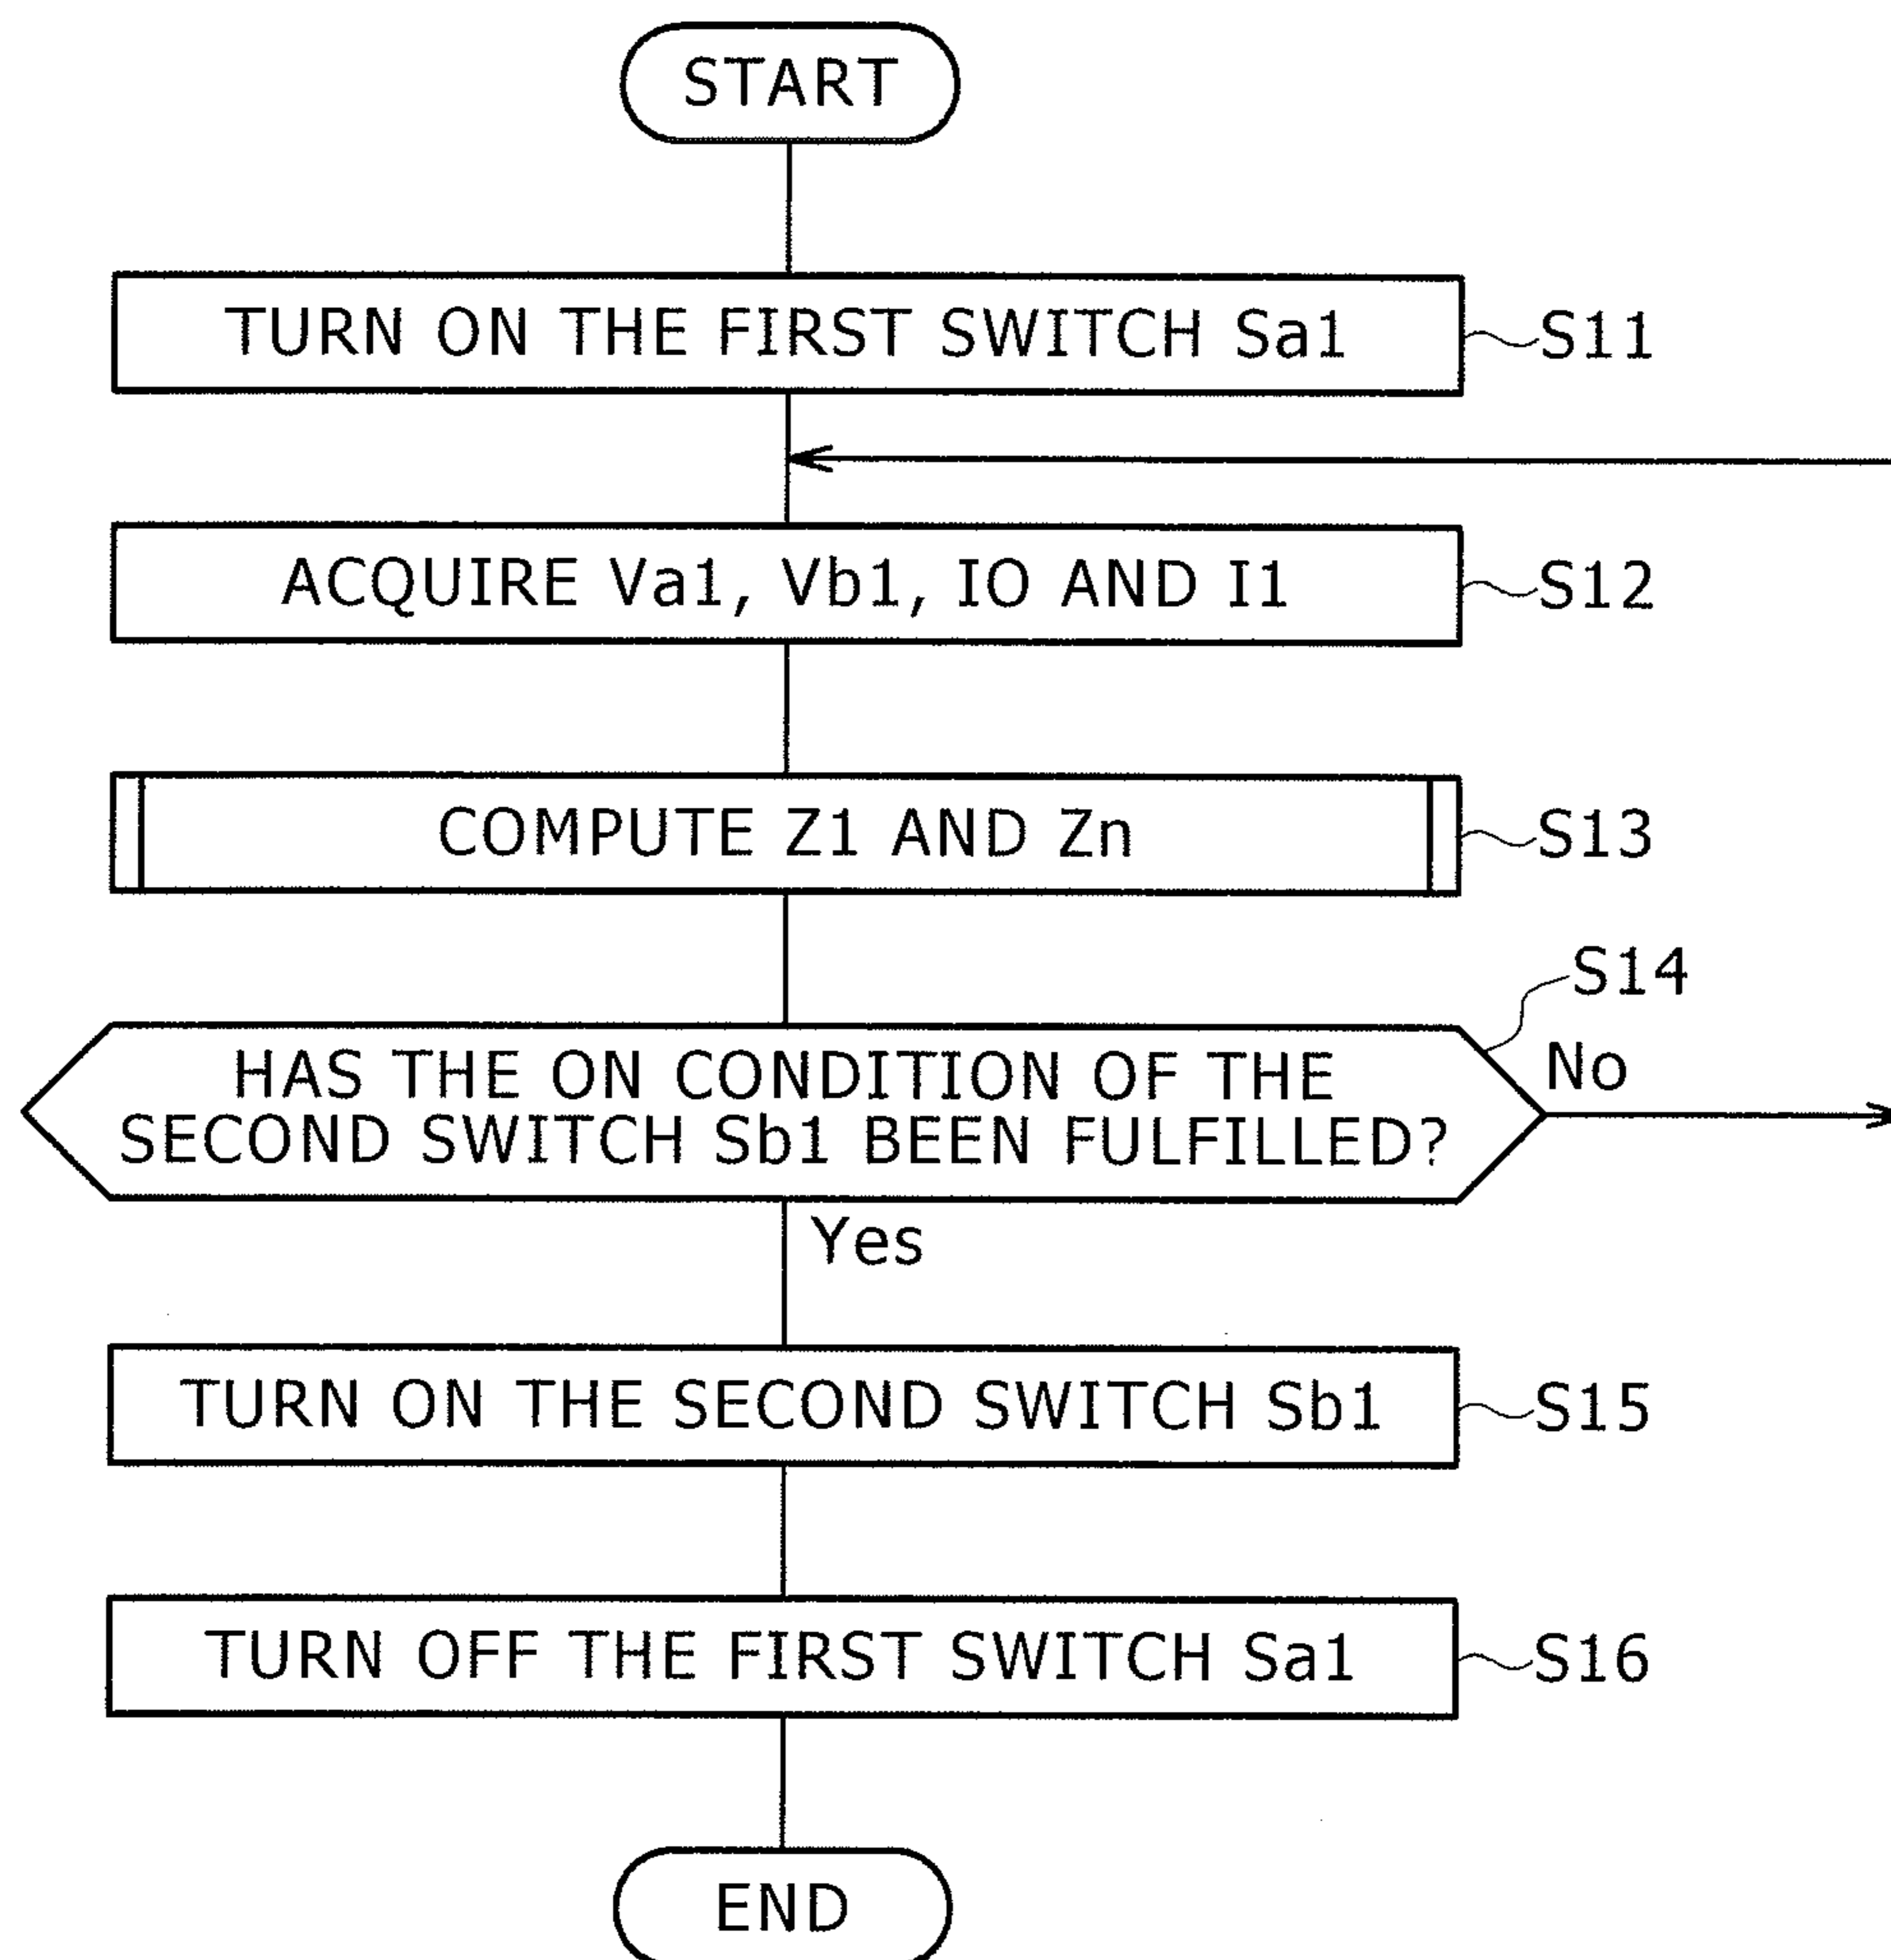 START
TURN ON THE FIRST SWITCH Sa1
S11
ACQUIRE Va1, Vb1, IO AND I1
S12
COMPUTE Z1 AND Zn
S13
S14
HAS THE ON CONDITION OF THE
SECOND SWITCH Sb1 BEEN FULFILLED?
No
Yes
TURN ON THE SECOND SWITCH Sb1
S15
TURN OFF THE FIRST SWITCH Sa1
S16
END